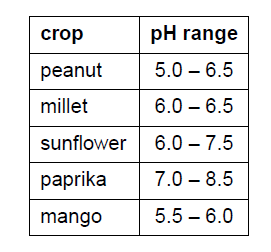 crop pH range
peanut 5.0 – 6.5
millet 6.0 – 6.5
sunflower 6.0 – 7.5
paprika 7.0 – 8.5
mango 5.5 – 6.0